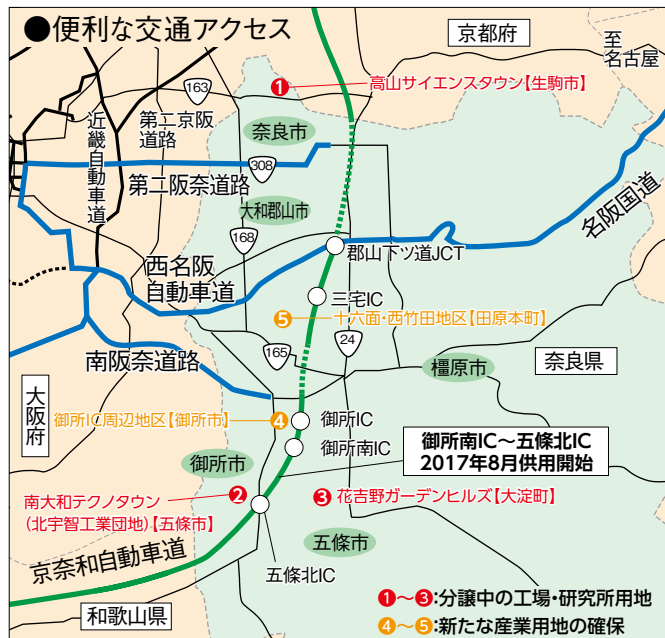 ●便利な交通アクセス
京都府
至
名古屋
163
❶
高山サイエンスタウン【生駒市】
近畿自動車道
第二京阪
道路
奈良市
308
第二阪奈道路
大和郡山市
名阪国道
168
郡山下ツ道JCT
西名阪
自動車道
三宅IC
❺
十六面・西竹田地区【田原本町】
24
南阪奈道路
165
橿原市
奈良県
大阪府
御所IC周辺地区【御所市】
❹
御所IC
御所南IC
御所南IC～五條北IC
2017年8月供用開始
御所市
南大和テクノタウン
（北宇智工業団地）【五條市】
❷
❸
花吉野ガーデンヒルズ【大淀町】
京奈和自動車道
五條市
五條北IC
和歌山県
❶～❸:分譲中の工場・研究所用地
❹～❺:新たな産業用地の確保